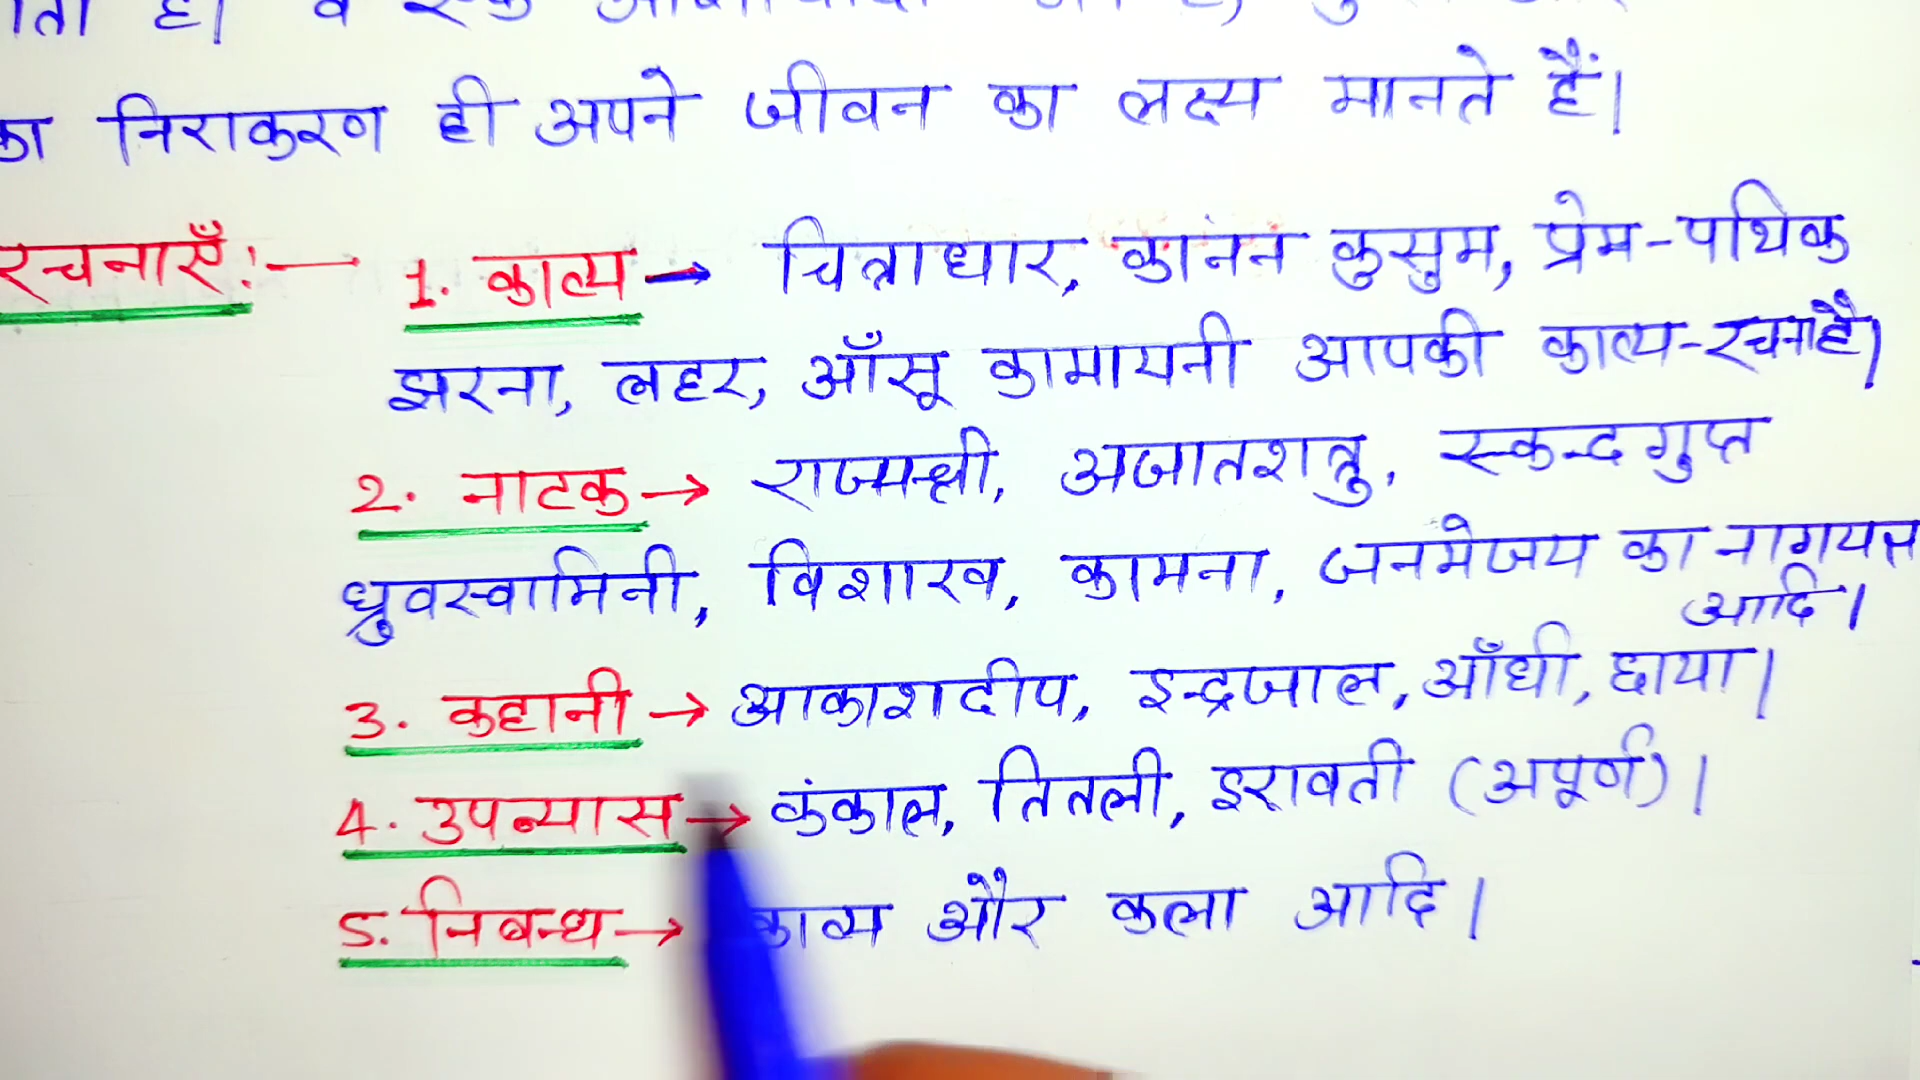 है। वे एक
का निराकरण ही अपने जीवन का लक्ष्य मानते हैं।
रचनाएँ:— 1. काव्य → चित्राधार, कानन कुसुम, प्रेम-पथिक
झरना, लहर, आँसू कामायनी आपकी काव्य-रचना है।
2. नाटक → राज्यश्री, अजातशत्रु, स्कन्दगुप्त
ध्रुवस्वामिनी, विशाख, कामना, जनमेजय का नागयज्ञ
आदि।
3. कहानी → आकाशदीप, इन्द्रजाल, आँधी, छाया।
4. उपन्यास → कंकाल, तितली, इरावती (अपूर्ण)।
5. निबन्ध → काव्य और कला आदि।